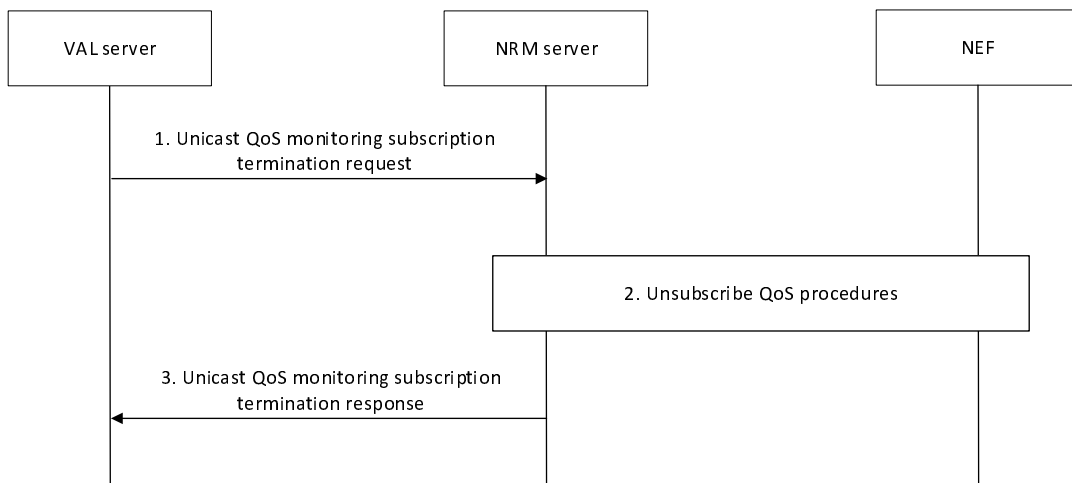 VAL server
NRM server
NEF
1. Unicast QoS monitoring subscription
termination request
2. Unsubscribe QoS procedures
3. Unicast QoS monitoring subscription
termination response